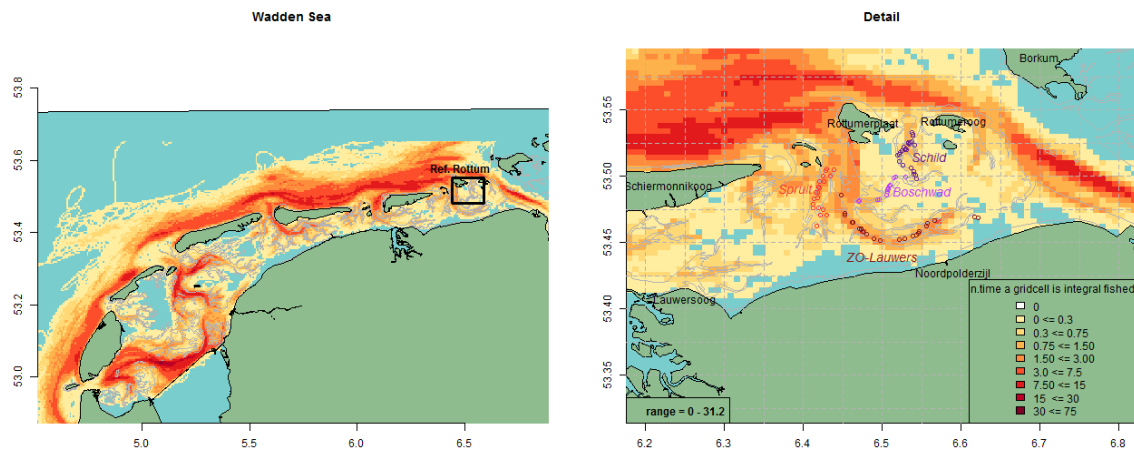 Wadden Sea
53.8
53.6
53.4
53.2
53.0
5.0
5.5
6.0
6.5
Ref. Rottum
Detail
53.55
53.50
53.45
53.40
53.35
6.2
6.3
6.4
6.5
6.6
6.7
6.8
Borkum
Rottumerplaat
Rottumeroog
Schild
Schiermonnikoog
Spruit
Boschwad
ZO-Lauwers
Noordpolderzijl
Lauwersoog
n.time a gridcell is integral fished
0
0 <= 0.3
0.3 <= 0.75
0.75 <= 1.50
1.50 <= 3.00
3.0 <= 7.5
7.50 <= 15
15 <= 30
30 <= 75
range = 0 - 31.2